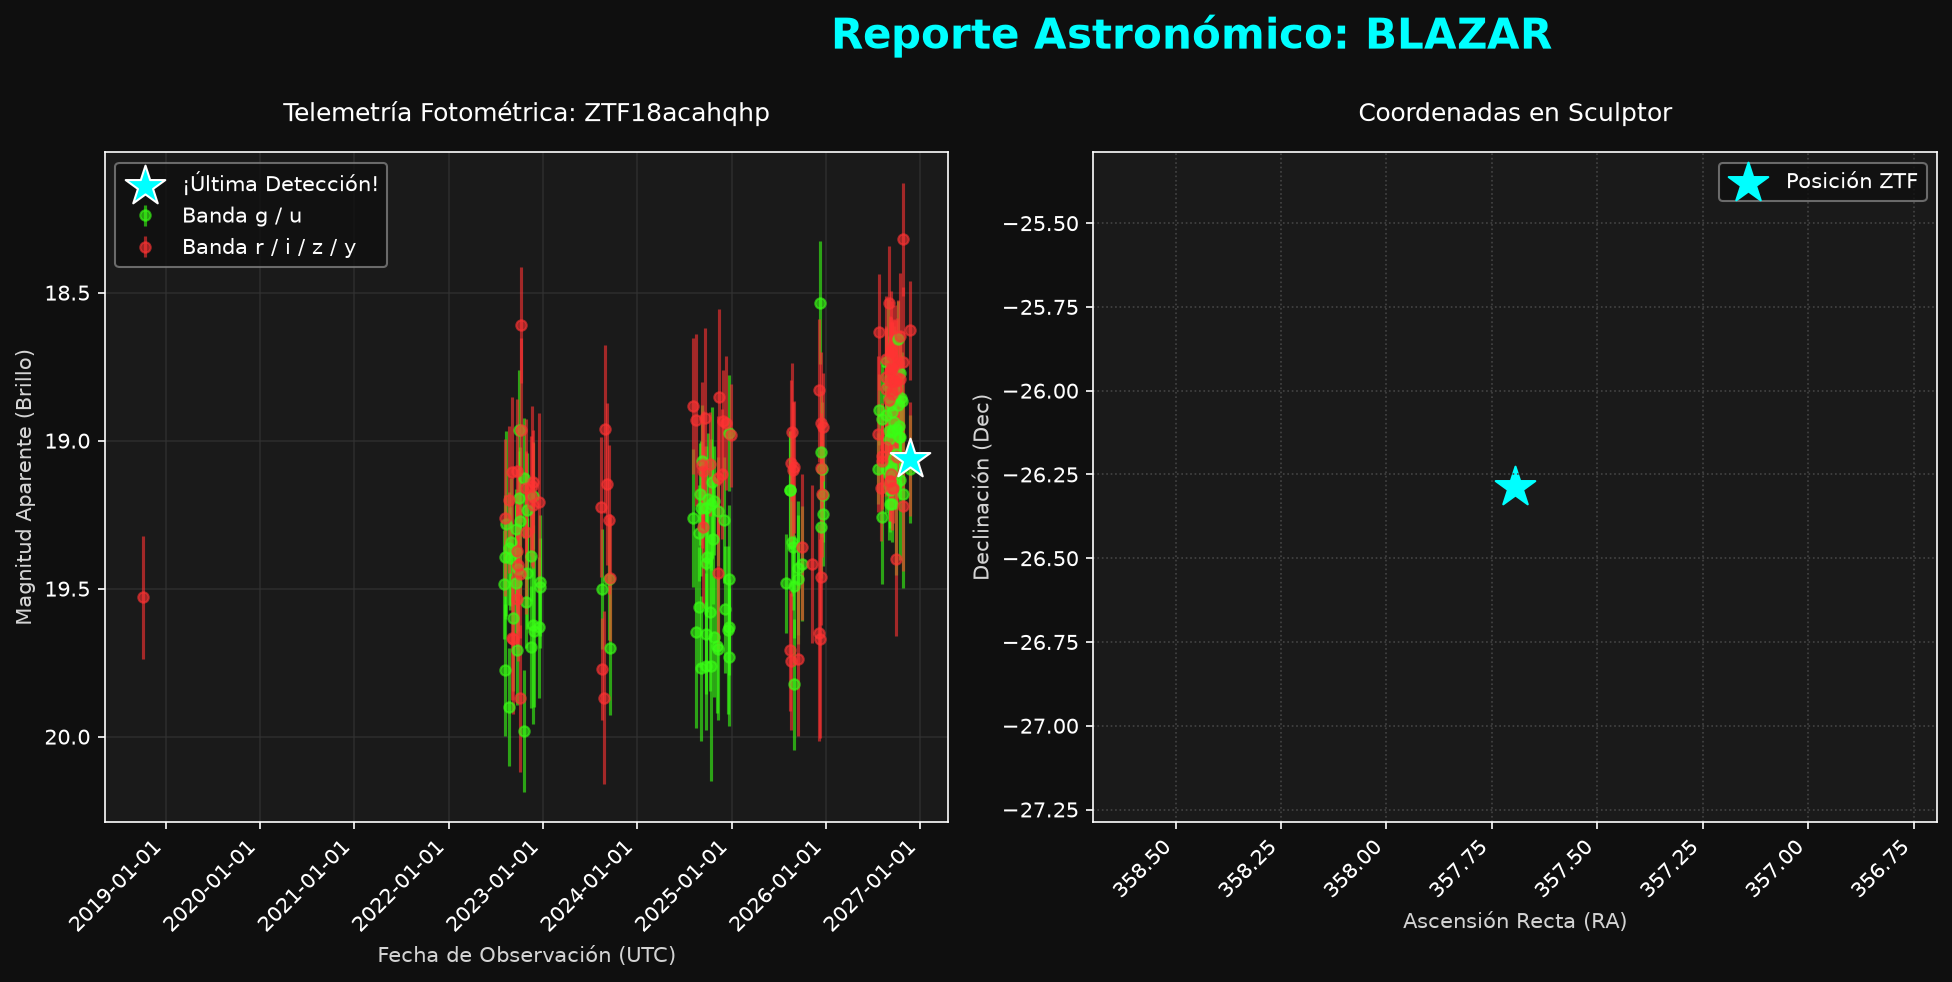 Reporte Astronómico: BLAZAR
Telemetría Fotométrica: ZTF18acahqhp
¡Última Detección!
Banda g / u
Banda r / i / z / y
Magnitud Aparente (Brillo)
18.5
19.0
19.5
20.0
2019-01-01
2020-01-01
2021-01-01
2022-01-01
2023-01-01
2024-01-01
2025-01-01
2026-01-01
2027-01-01
Fecha de Observación (UTC)
Coordenadas en Sculptor
Posición ZTF
Declinación (Dec)
−25.50
−25.75
−26.00
−26.25
−26.50
−26.75
−27.00
−27.25
358.50
358.25
358.00
357.75
357.50
357.25
357.00
356.75
Ascensión Recta (RA)